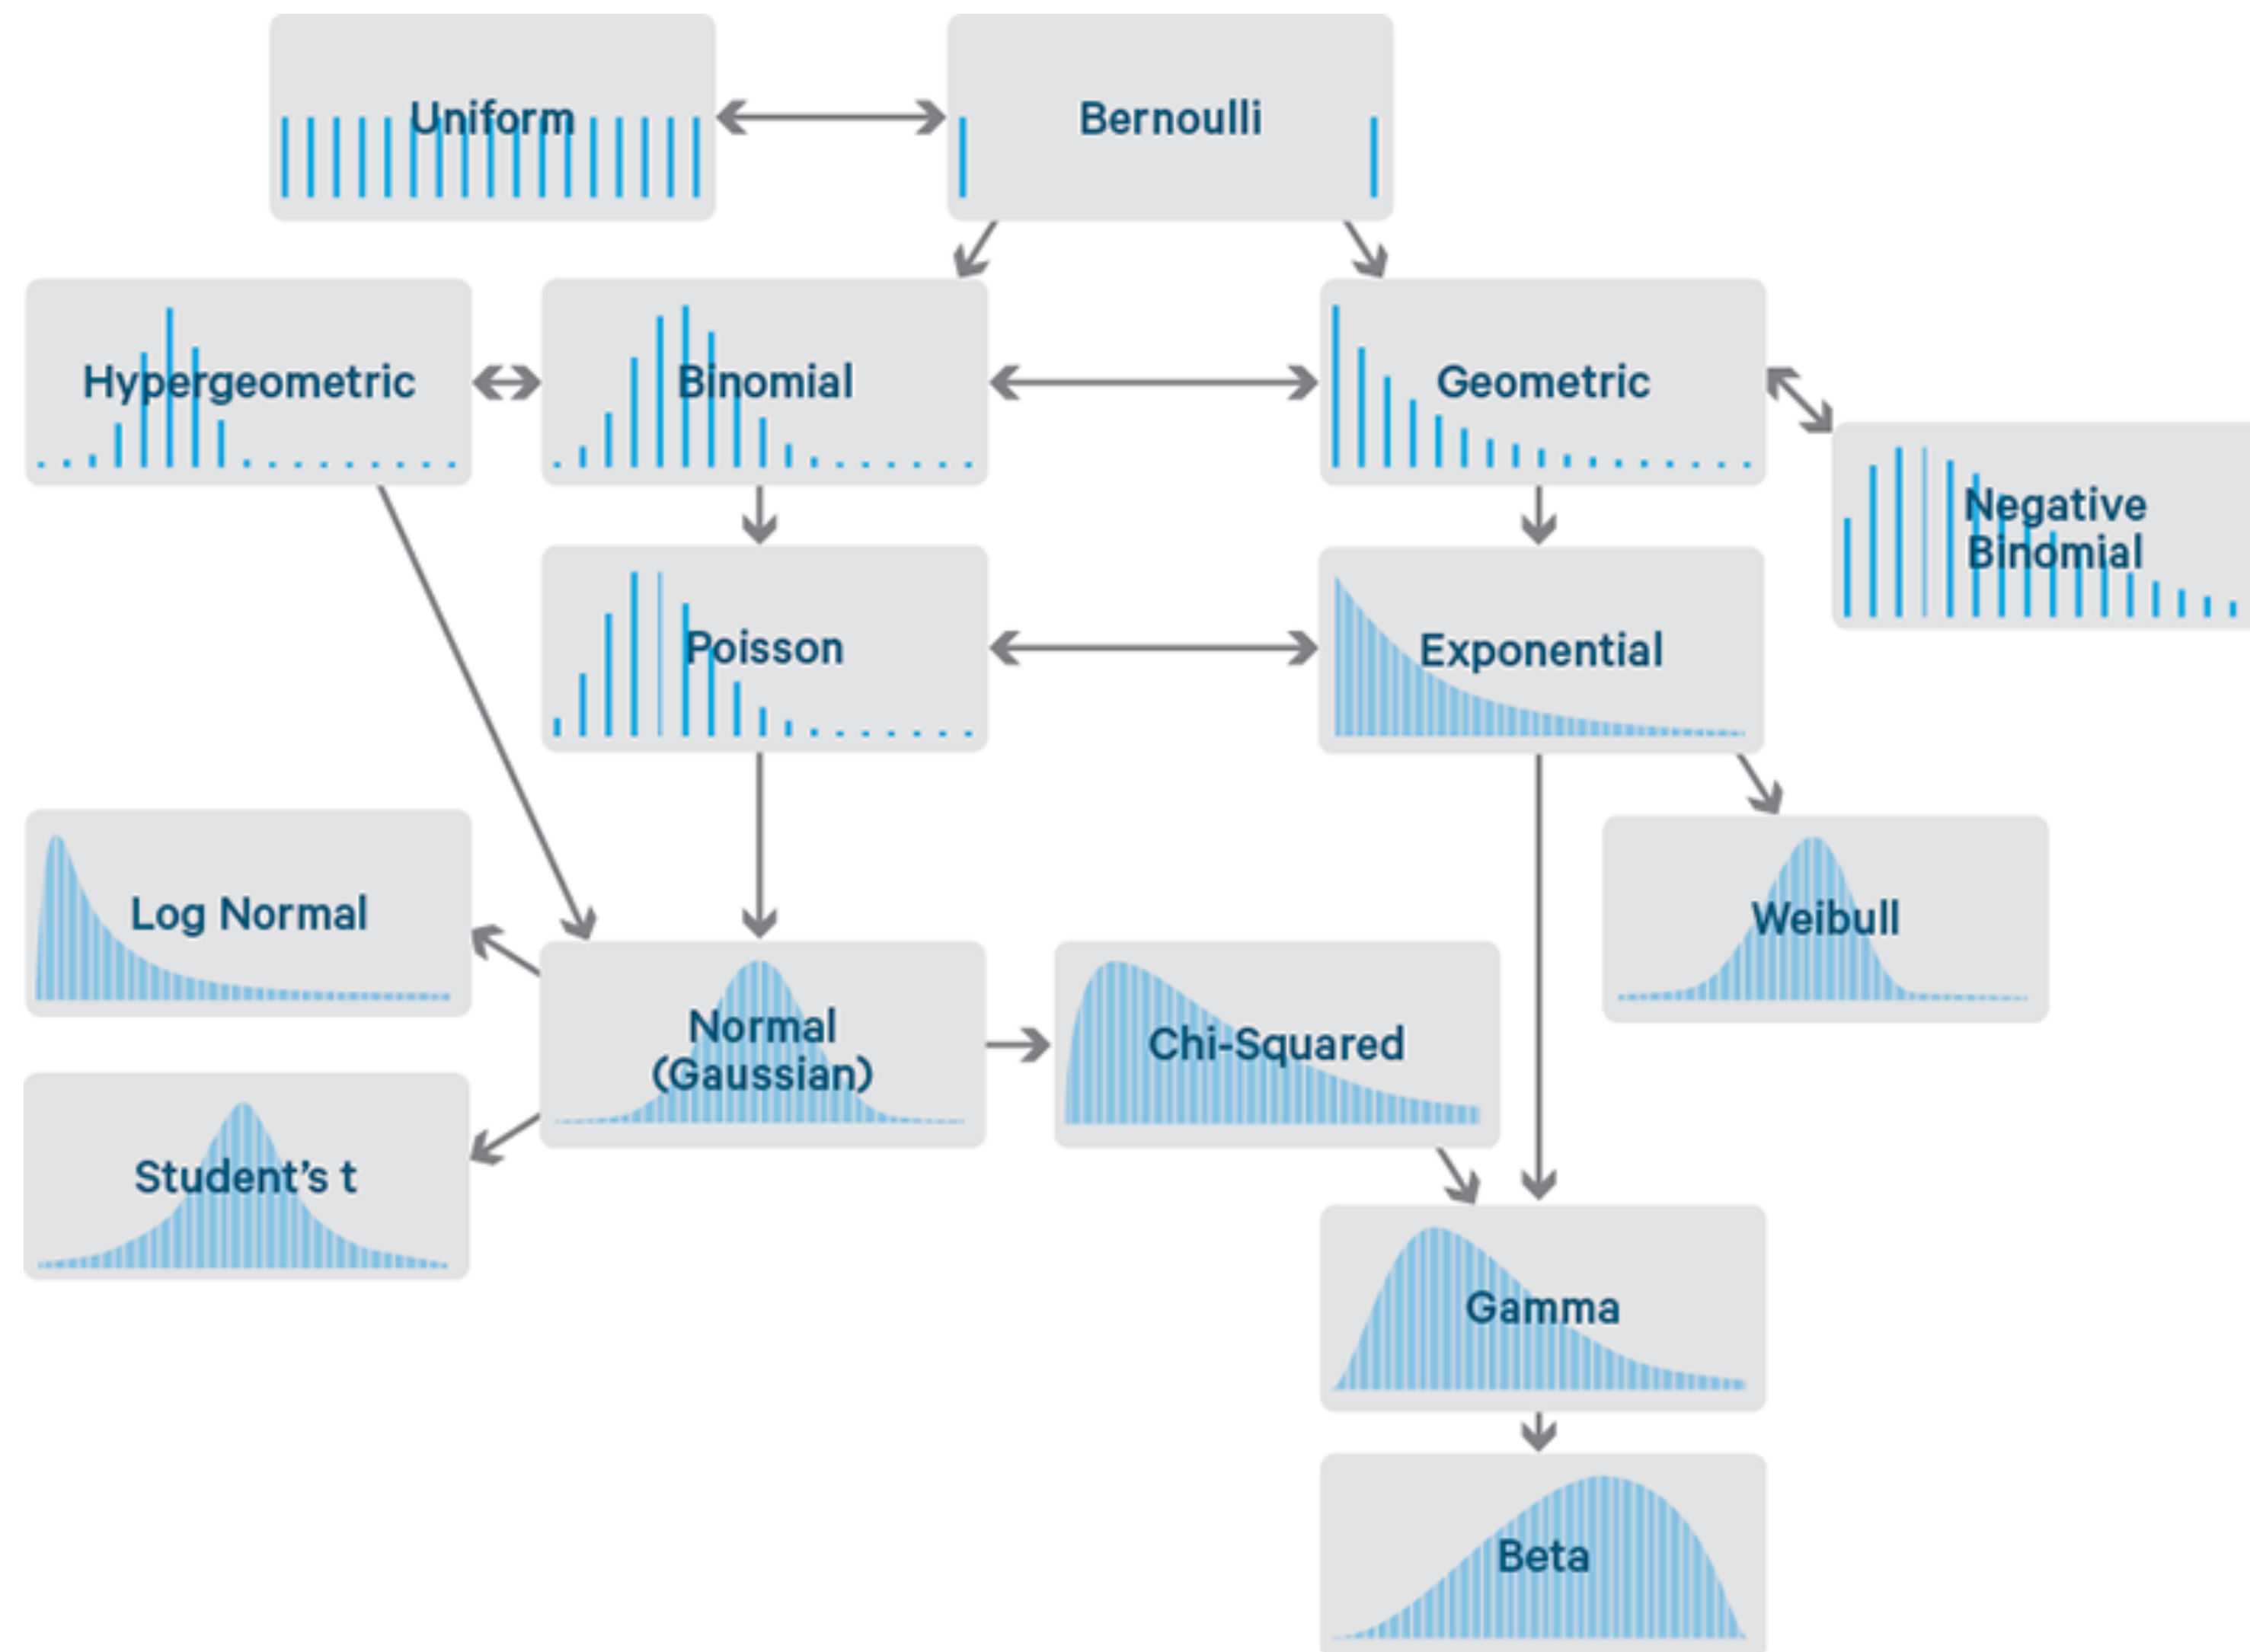 Uniform
Bernoulli
Hypergeometric
Binomial
Geometric
Negative
Binomial
Poisson
Exponential
Log Normal
Weibull
Normal
(Gaussian)
Chi-Squared
Student’s t
Gamma
Beta